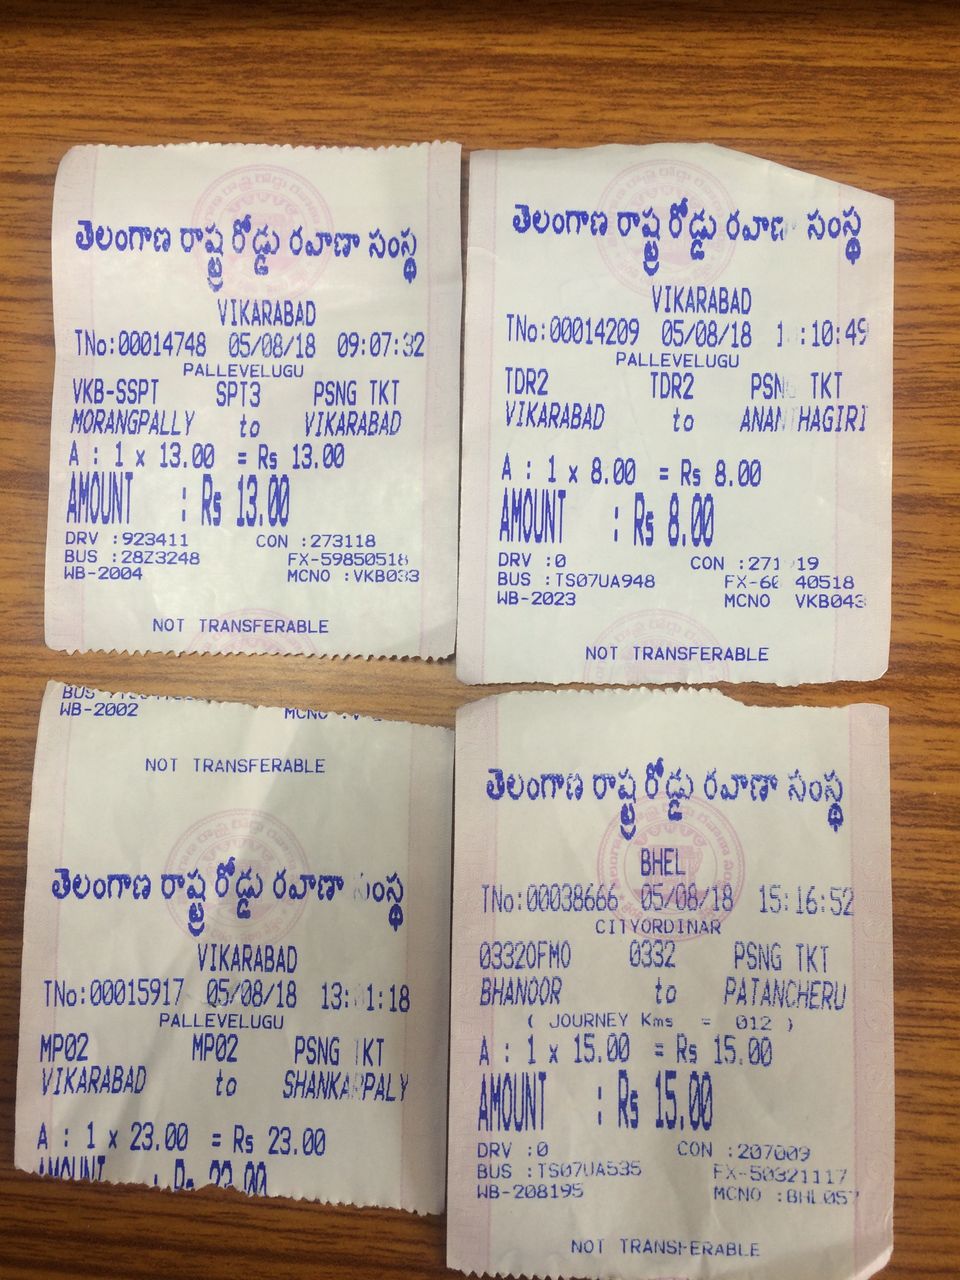 తెలంగాణ రాష్ట్ర రోడ్డు రవాణా సంస్థ
VIKARABAD
TNo:00014748 05/08/18 09:07:32
PALLEVELUGU
VKB-SSPT SPT3 PSNG TKT
MORANGPALLY to VIKARABAD
A : 1 x 13.00 = Rs 13.00
AMOUNT : Rs 13.00
DRV :923411 CON :273118
BUS :28Z3248 FX-59850518
WB-2004 MCNO :VKB033
NOT TRANSFERABLE
తెలంగాణ రాష్ట్ర రోడ్డు రవాణా సంస్థ
VIKARABAD
TNo:00014209 05/08/18
PALLEVELUGU
TDR2 TDR2 PSNG TKT
VIKARABAD to ANANTHAGIRI
A : 1 x 8.00 = Rs 8.00
AMOUNT : Rs 8.00
DRV :0 CON :
BUS :TS07UA948
WB-2023 MCNO VKB043
NOT TRANSFERABLE
BUS
WB-2002 MCNO
NOT TRANSFERABLE
తెలంగాణ రాష్ట్ర రోడ్డు రవాణా సంస్థ
VIKARABAD
TNo:00015917 05/08/18
PALLEVELUGU
MP02 MP02 PSNG TKT
VIKARABAD to SHANKARPALY
A : 1 x 23.00 = Rs 23.00
AMOUNT : Rs 23.00
తెలంగాణ రాష్ట్ర రోడ్డు రవాణా సంస్థ
BHEL
TNo:00038666 05/08/18 15:16:52
CITYORDINAR
03320FMO 0332 PSNG TKT
BHANOOR to PATANCHERU
( JOURNEY Kms = 012 )
A : 1 x 15.00 = Rs 15.00
AMOUNT : Rs 15.00
DRV :0 CON :207009
BUS :TS07UA535 FX-50321117
WB-208195 MCNO :BHL057
NOT TRANSFERABLE